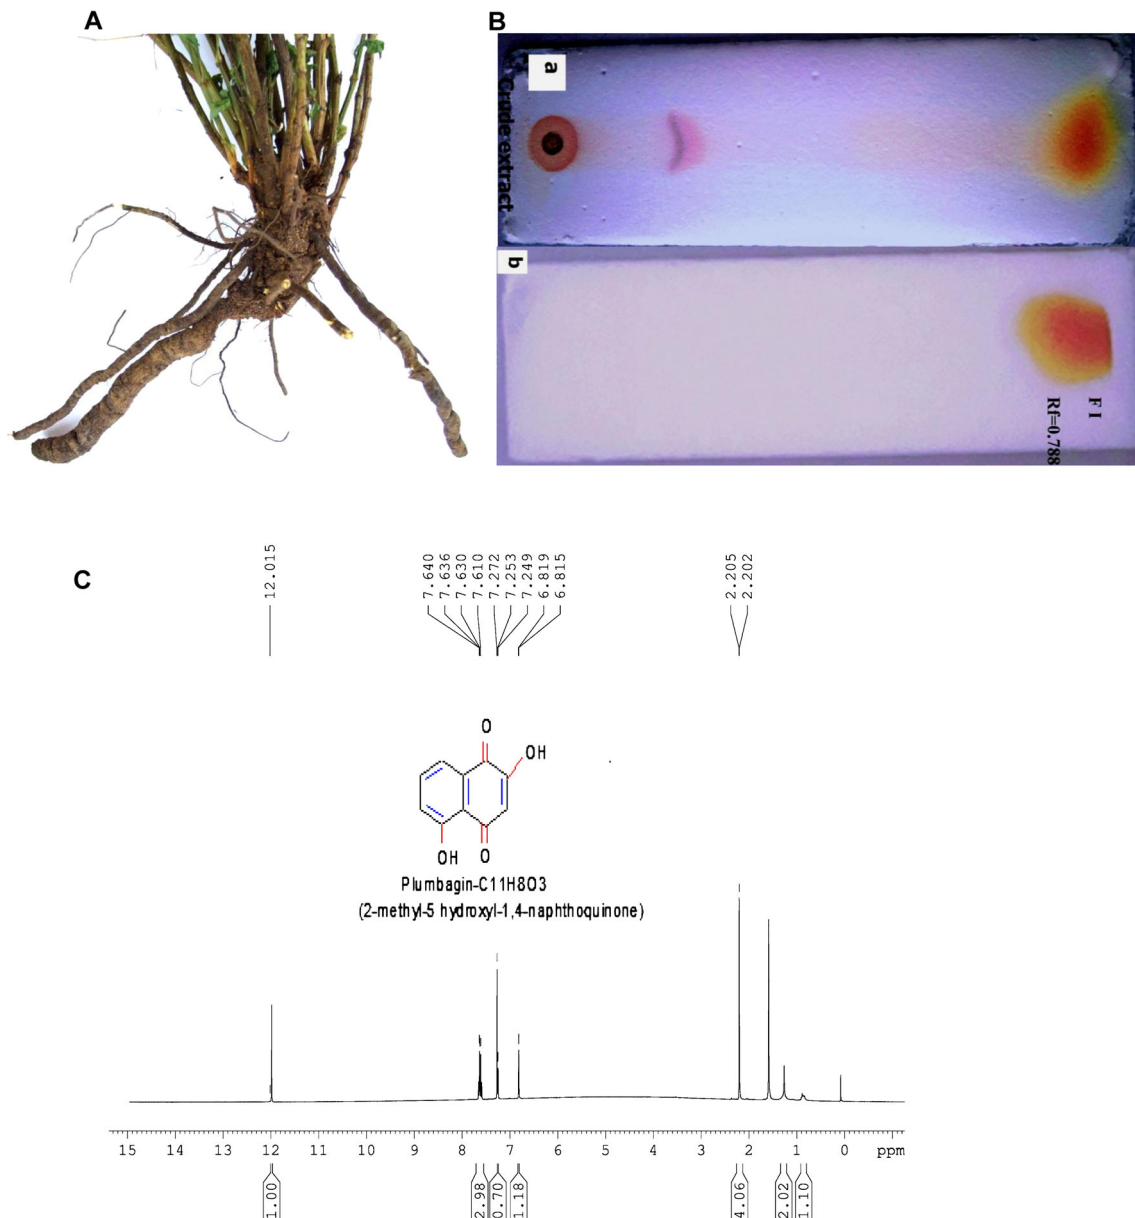 A
B
a
Crude extract
b
F I
Rf=0.788
C
12.015
7.640
7.636
7.630
7.610
7.272
7.253
7.249
6.819
6.815
2.205
2.202
O
OH
OH
O
Plumbagin-C11H8O3
(2-methyl-5 hydroxyl-1,4-naphthoquinone)
15 14 13 12 11 10 9 8 7 6 5 4 3 2 1 0 ppm
1.00
2.98
0.70
1.18
4.06
2.02
1.10